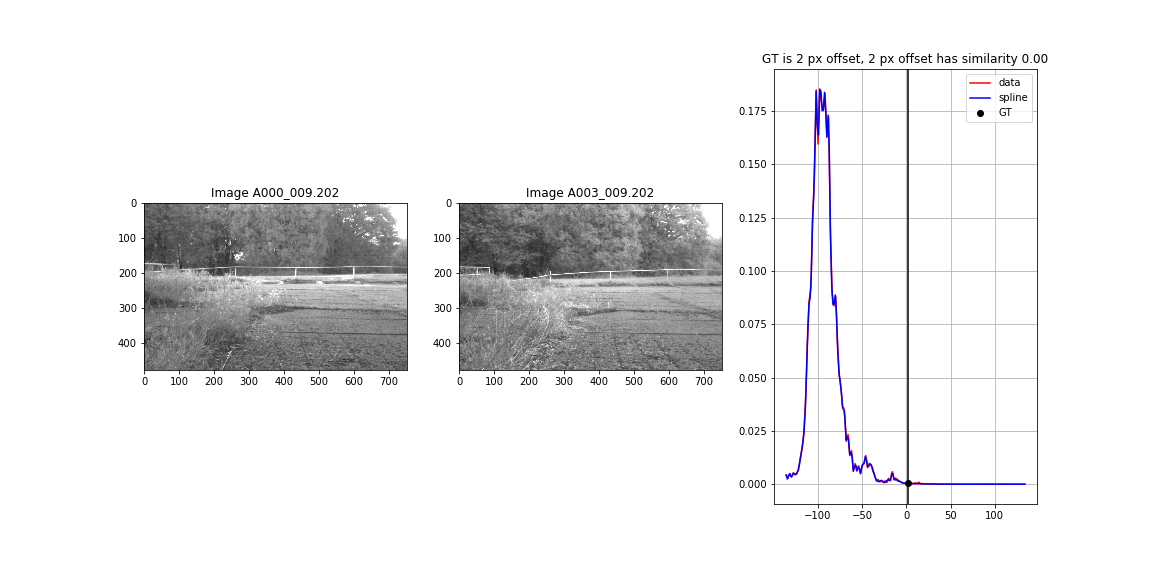 Image A000_009.202
0
100
200
300
400
0 100 200 300 400 500 600 700
Image A003_009.202
0
100
200
300
400
0 100 200 300 400 500 600 700
GT is 2 px offset, 2 px offset has similarity 0.00
data
spline
GT
0.175
0.150
0.125
0.100
0.075
0.050
0.025
0.000
−100 −50 0 50 100